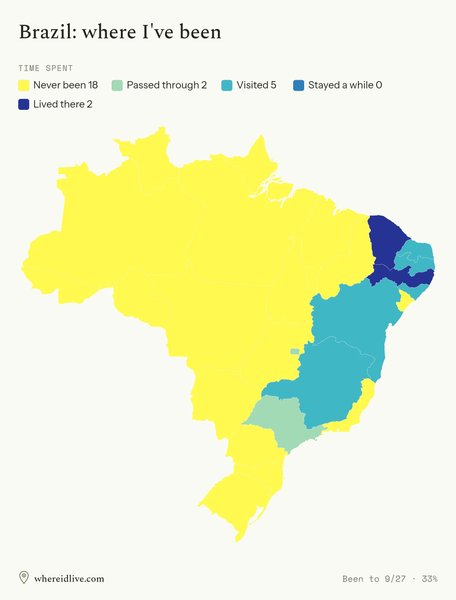 Brazil: where I've been
TIME SPENT
Never been 18 Passed through 2 Visited 5 Stayed a while 0
Lived there 2
whereidlive.com
Been to 9/27 · 33%